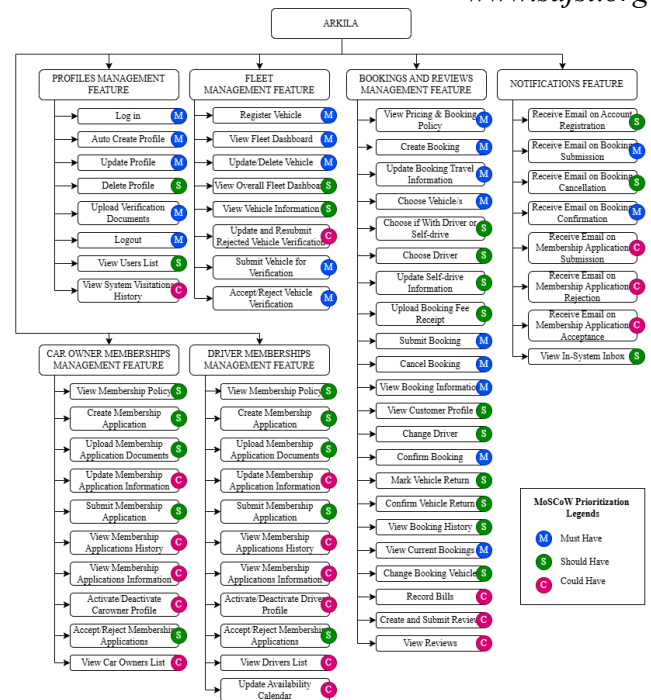 ARKILA
PROFILES MANAGEMENT
FEATURE
Log in
M
Auto Create Profile
M
Update Profile
M
Delete Profile
S
Upload Verification
Documents
M
Logout
M
View Users List
S
View System Visitation
History
C
FLEET
MANAGEMENT FEATURE
Register Vehicle
M
View Fleet Dashboard
M
Update/Delete Vehicle
M
View Overall Fleet Dashboard
S
View Vehicle Information
S
Update and Resubmit
Rejected Vehicle Verification
C
Submit Vehicle for
Verification
M
Accept/Reject Vehicle
Verification
M
BOOKINGS AND REVIEWS
MANAGEMENT FEATURE
View Pricing & Booking
Policy
M
Create Booking
M
Update Booking Travel
Information
M
Choose Vehicle/s
M
Choose if With Driver or
Self-drive
S
Choose Driver
S
Update Self-drive
Information
S
Upload Booking Fee
Receipt
S
Submit Booking
M
Cancel Booking
M
View Booking Information
M
View Customer Profile
S
Change Driver
S
Confirm Booking
M
Mark Vehicle Return
S
Confirm Vehicle Return
S
View Booking History
S
View Current Bookings
M
Change Booking Vehicle
S
Record Bills
C
Create and Submit Review
C
View Reviews
C
NOTIFICATIONS FEATURE
Receive Email on Account
Registration
S
Receive Email on Booking
Submission
M
Receive Email on Booking
Cancellation
S
Receive Email on Booking
Confirmation
M
Receive Email on
Membership Application
Submission
C
Receive Email on
Membership Application
Rejection
C
Receive Email on
Membership Application
Acceptance
C
View In-System Inbox
S
CAR OWNER MEMBERSHIPS
MANAGEMENT FEATURE
View Membership Policy
S
Create Membership
Application
S
Upload Membership
Application Documents
S
Update Membership
Application Information
C
Submit Membership
Application
S
View Membership
Applications History
C
View Membership
Applications Information
C
Activate/Deactivate
Carowner Profile
C
Accept/Reject Membership
Applications
S
View Car Owners List
C
DRIVER MEMBERSHIPS
MANAGEMENT FEATURE
View Membership Policy
S
Create Membership
Application
S
Upload Membership
Application Documents
S
Update Membership
Application Information
C
Submit Membership
Application
S
View Membership
Applications History
C
View Membership
Applications Information
C
Activate/Deactivate Driver
Profile
C
Accept/Reject Membership
Applications
S
View Drivers List
C
Update Availability
Calendar
C
MoSCoW Prioritization
Legends
M
Must Have
S
Should Have
C
Could Have